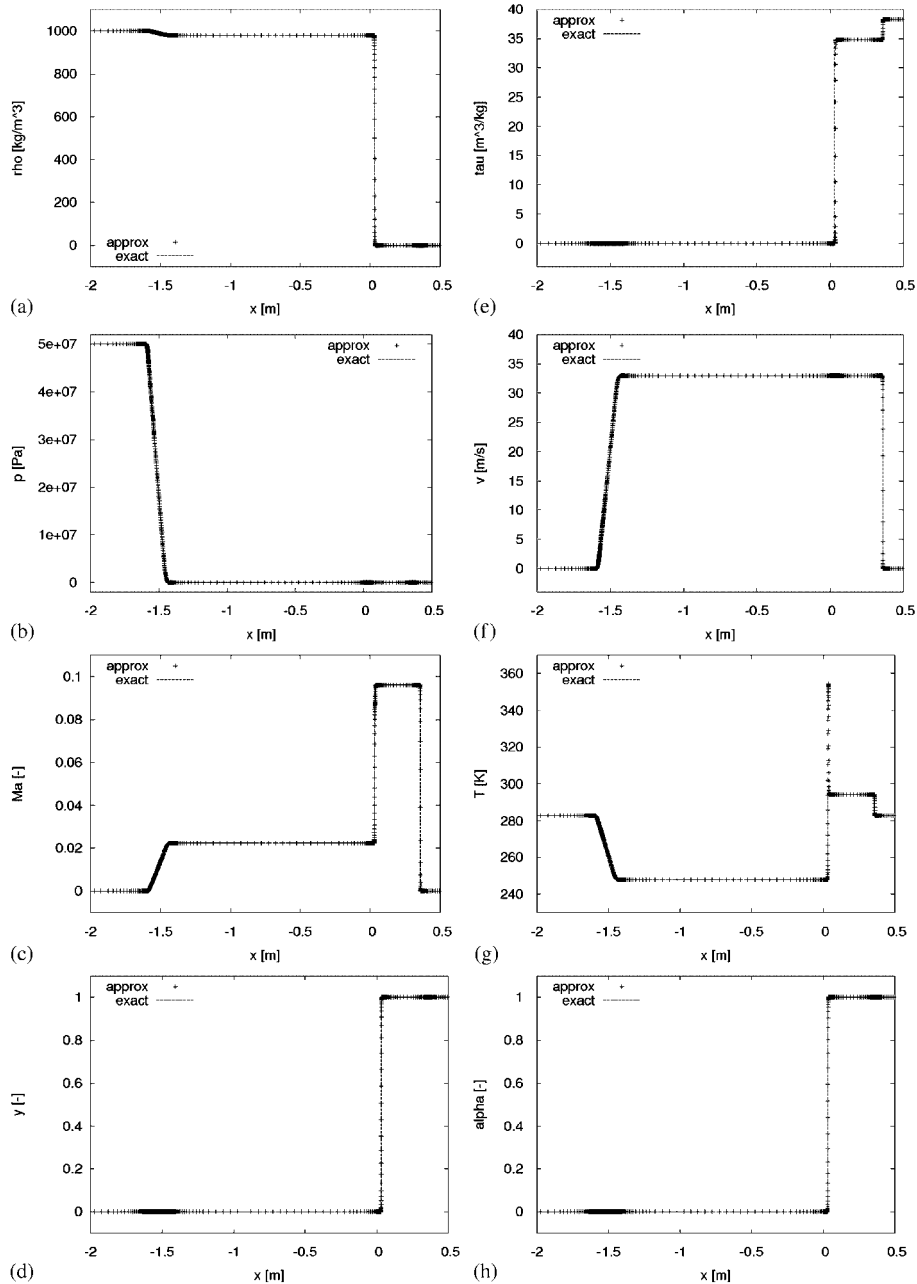 1000
800
600
400
200
0
rho [kg/m^3]
approx
exact
-2
-1.5
-1
-0.5
0
0.5
x [m]
(a)
40
35
30
25
20
15
10
5
0
tau [m^3/kg]
approx
exact
-2
-1.5
-1
-0.5
0
0.5
x [m]
(e)
5e+07
4e+07
3e+07
2e+07
1e+07
0
p [Pa]
approx
exact
-2
-1.5
-1
-0.5
0
0.5
x [m]
(b)
40
35
30
25
20
15
10
5
0
v [m/s]
approx
exact
-2
-1.5
-1
-0.5
0
0.5
x [m]
(f)
0.1
0.08
0.06
0.04
0.02
0
Ma [-]
approx
exact
-2
-1.5
-1
-0.5
0
0.5
x [m]
(c)
360
340
320
300
280
260
240
T [K]
approx
exact
-2
-1.5
-1
-0.5
0
0.5
x [m]
(g)
1
0.8
0.6
0.4
0.2
0
y [-]
approx
exact
-2
-1.5
-1
-0.5
0
0.5
x [m]
(d)
1
0.8
0.6
0.4
0.2
0
alpha [-]
approx
exact
-2
-1.5
-1
-0.5
0
0.5
x [m]
(h)